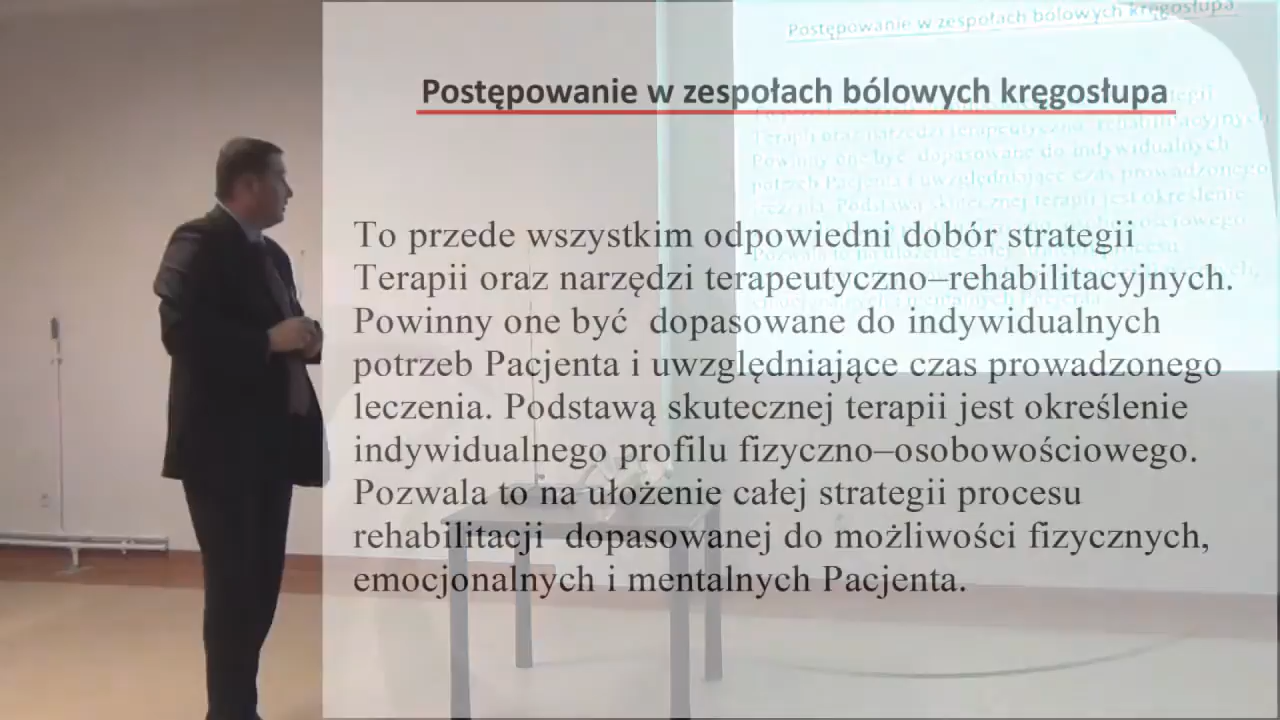 Postępowanie w zespołach bólowych kręgosłupa
Postępowanie w zespołach bólowych kręgosłupa
To przede wszystkim odpowiedni dobór strategii
Terapii oraz narzędzi terapeutyczno–rehabilitacyjnych.
Powinny one być  dopasowane do indywidualnych
potrzeb Pacjenta i uwzględniające czas prowadzonego
leczenia. Podstawą skutecznej terapii jest określenie
indywidualnego profilu fizyczno–osobowościowego.
Pozwala to na ułożenie całej strategii procesu
rehabilitacji  dopasowanej do możliwości fizycznych,
emocjonalnych i mentalnych Pacjenta.